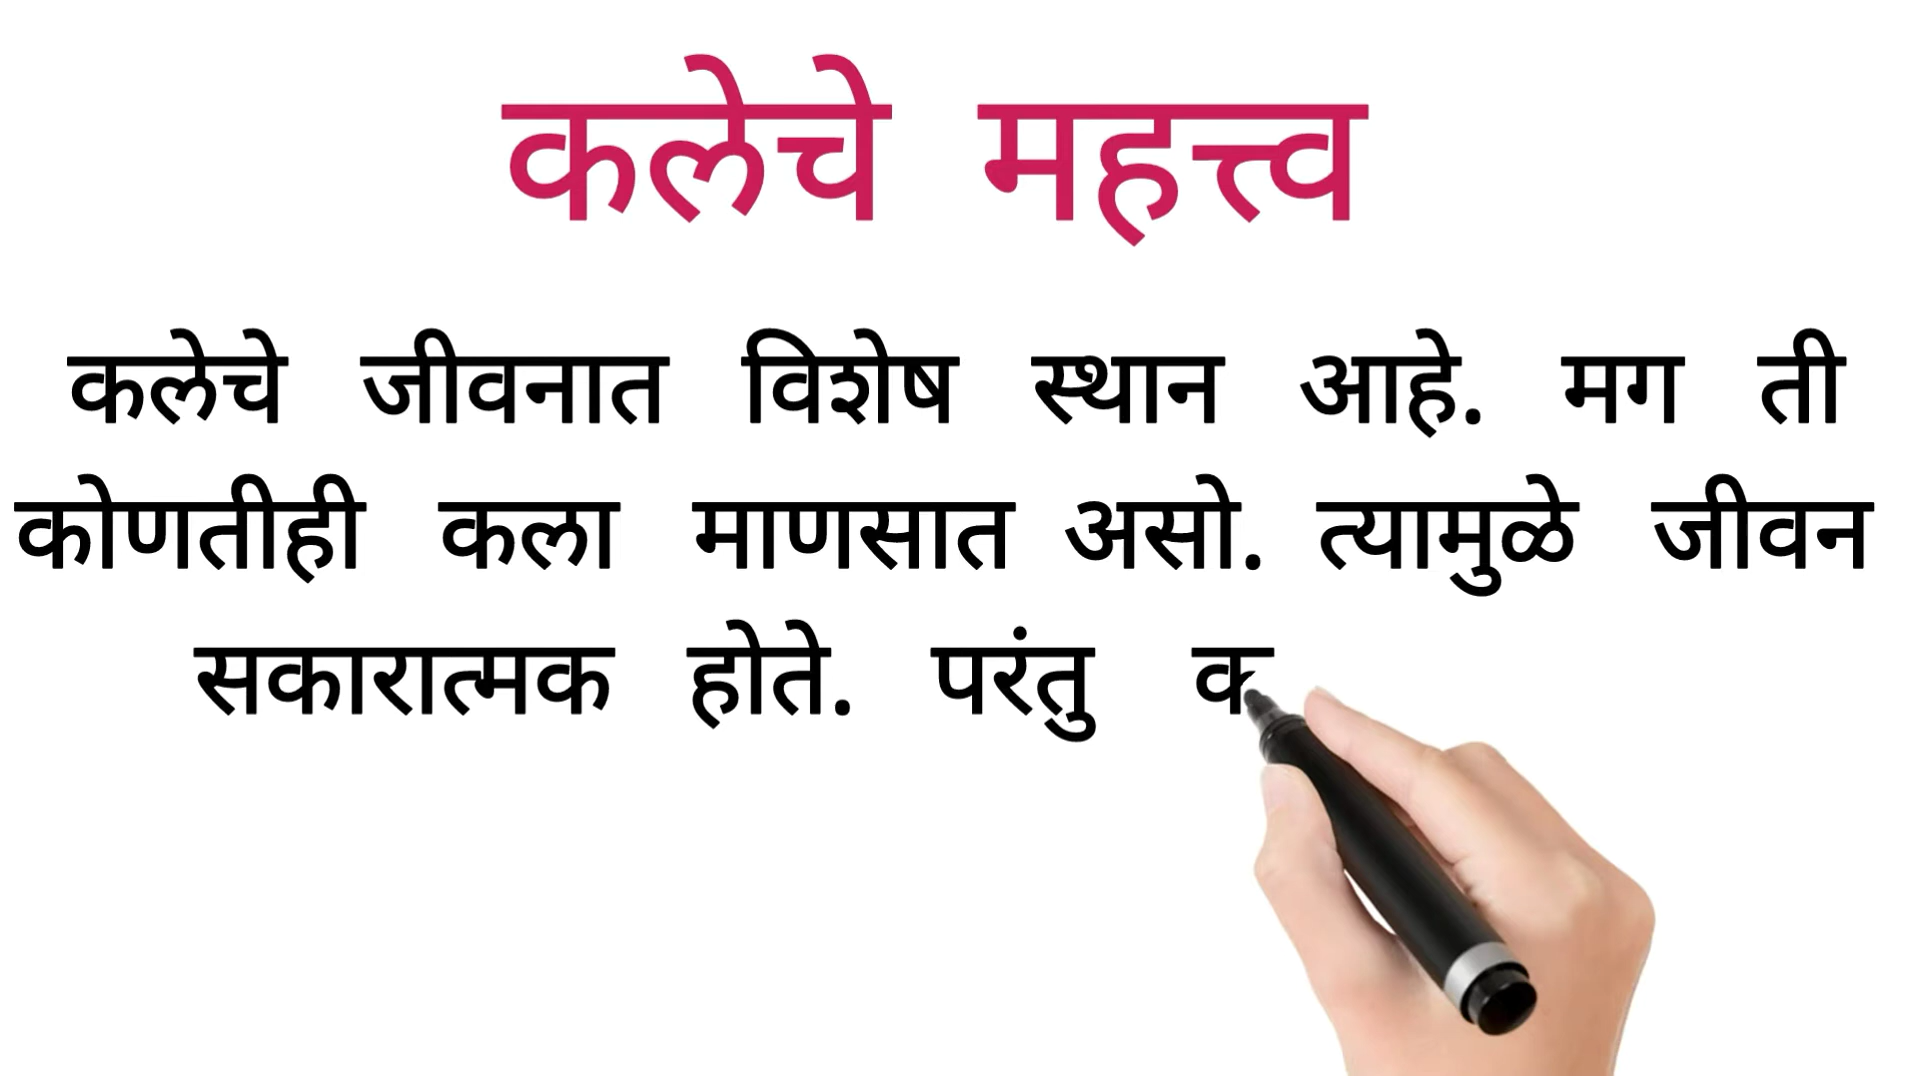 कलेचे महत्त्व
कलेचे जीवनात विशेष स्थान आहे. मग ती
कोणतीही कला माणसात असो. त्यामुळे जीवन
सकारात्मक होते. परंतु क